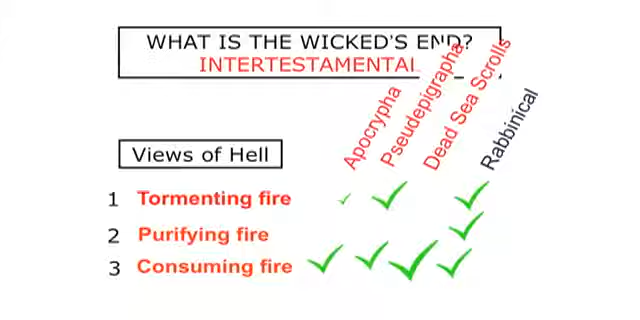 WHAT IS THE WICKED'S END?
INTERTESTAMENTAL
Apocrypha
Pseudepigrapha
Dead Sea Scrolls
Rabbinical
Views of Hell
1 Tormenting fire
2 Purifying fire
3 Consuming fire